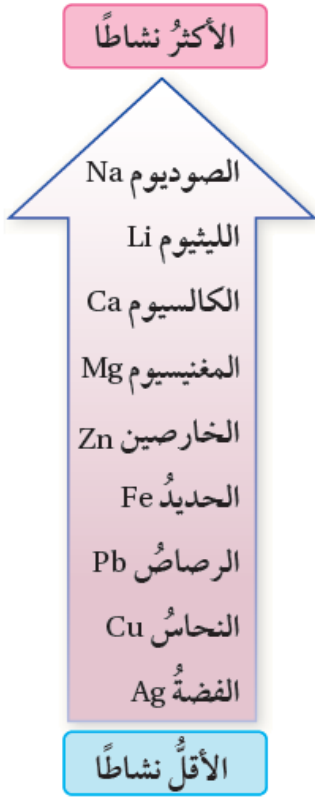 الأكثرُ نشاطًا
الصوديوم Na
الليثيوم Li
الكالسيوم Ca
المغنيسيوم Mg
الخارصين Zn
الحديدُ Fe
الرصاصُ Pb
النحاسُ Cu
الفضةُ Ag
الأقلُّ نشاطًا